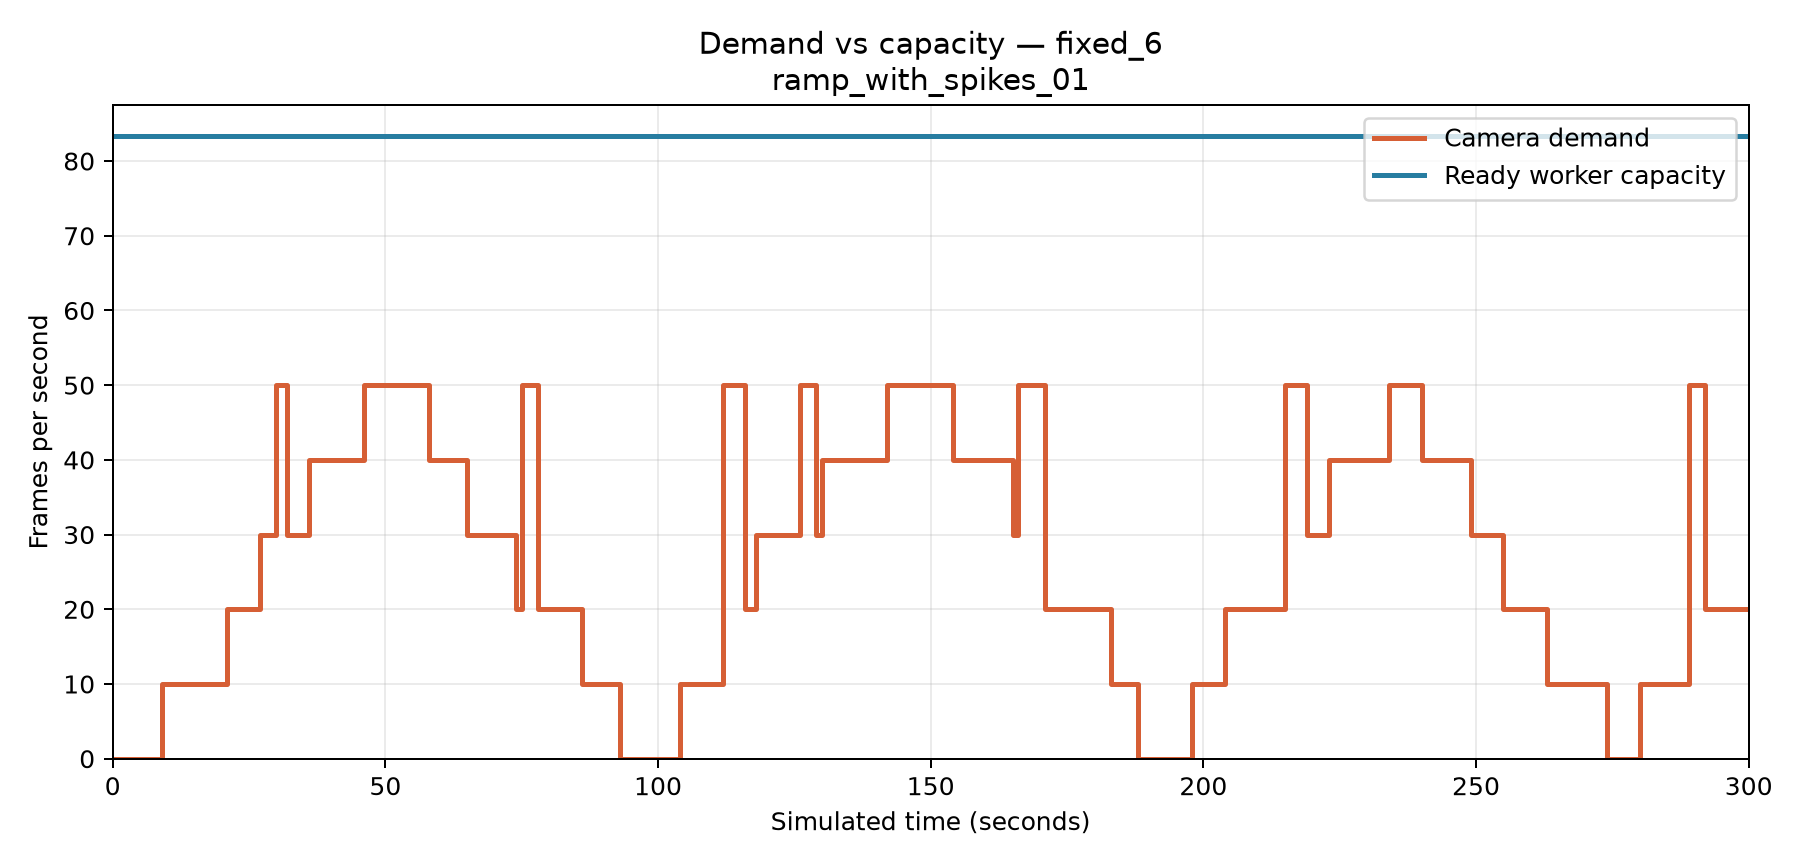 Demand vs capacity — fixed_6
ramp_with_spikes_01
Camera demand
Ready worker capacity
Frames per second
80
70
60
50
40
30
20
10
0
0 50 100 150 200 250 300
Simulated time (seconds)